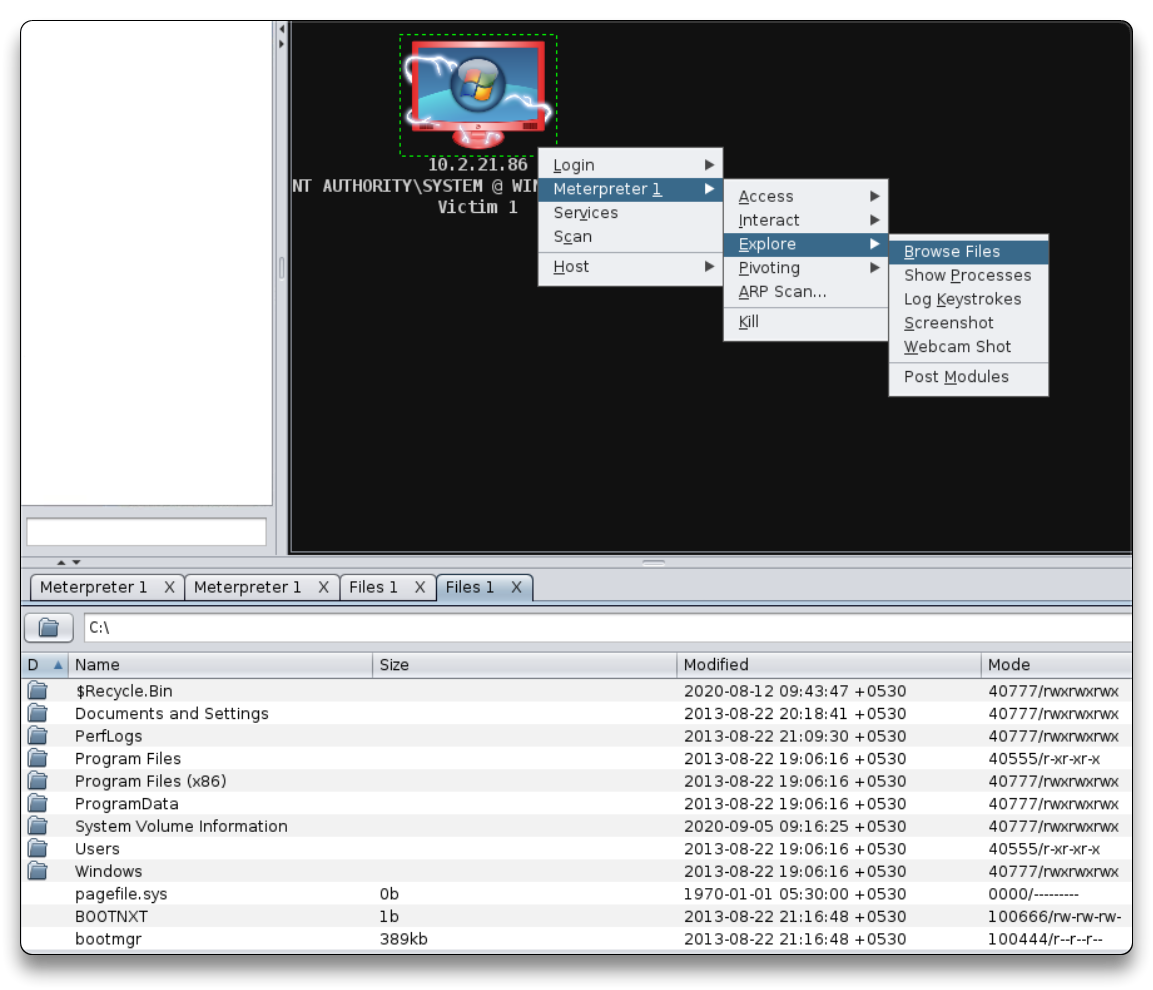 10.2.21.86
NT AUTHORITY\SYSTEM @ WIN
Victim 1
Login
Meterpreter 1
Services
Scan
Host
Access
Interact
Explore
Pivoting
ARP Scan...
Kill
Browse Files
Show Processes
Log Keystrokes
Screenshot
Webcam Shot
Post Modules
Meterpreter 1 X Meterpreter 1 X Files 1 X Files 1 X
C:\
D Name Size Modified Mode
$Recycle.Bin 2020-08-12 09:43:47 +0530 40777/rwxrwxrwx
Documents and Settings 2013-08-22 20:18:41 +0530 40777/rwxrwxrwx
PerfLogs 2013-08-22 21:09:30 +0530 40777/rwxrwxrwx
Program Files 2013-08-22 19:06:16 +0530 40555/r-xr-xr-x
Program Files (x86) 2013-08-22 19:06:16 +0530 40777/rwxrwxrwx
ProgramData 2013-08-22 19:06:16 +0530 40777/rwxrwxrwx
System Volume Information 2020-09-05 09:16:25 +0530 40777/rwxrwxrwx
Users 2013-08-22 19:06:16 +0530 40555/r-xr-xr-x
Windows 2013-08-22 19:06:16 +0530 40777/rwxrwxrwx
pagefile.sys 0b 1970-01-01 05:30:00 +0530 0000/---------
BOOTNXT 1b 2013-08-22 21:16:48 +0530 100666/rw-rw-rw-
bootmgr 389kb 2013-08-22 21:16:48 +0530 100444/r--r--r--